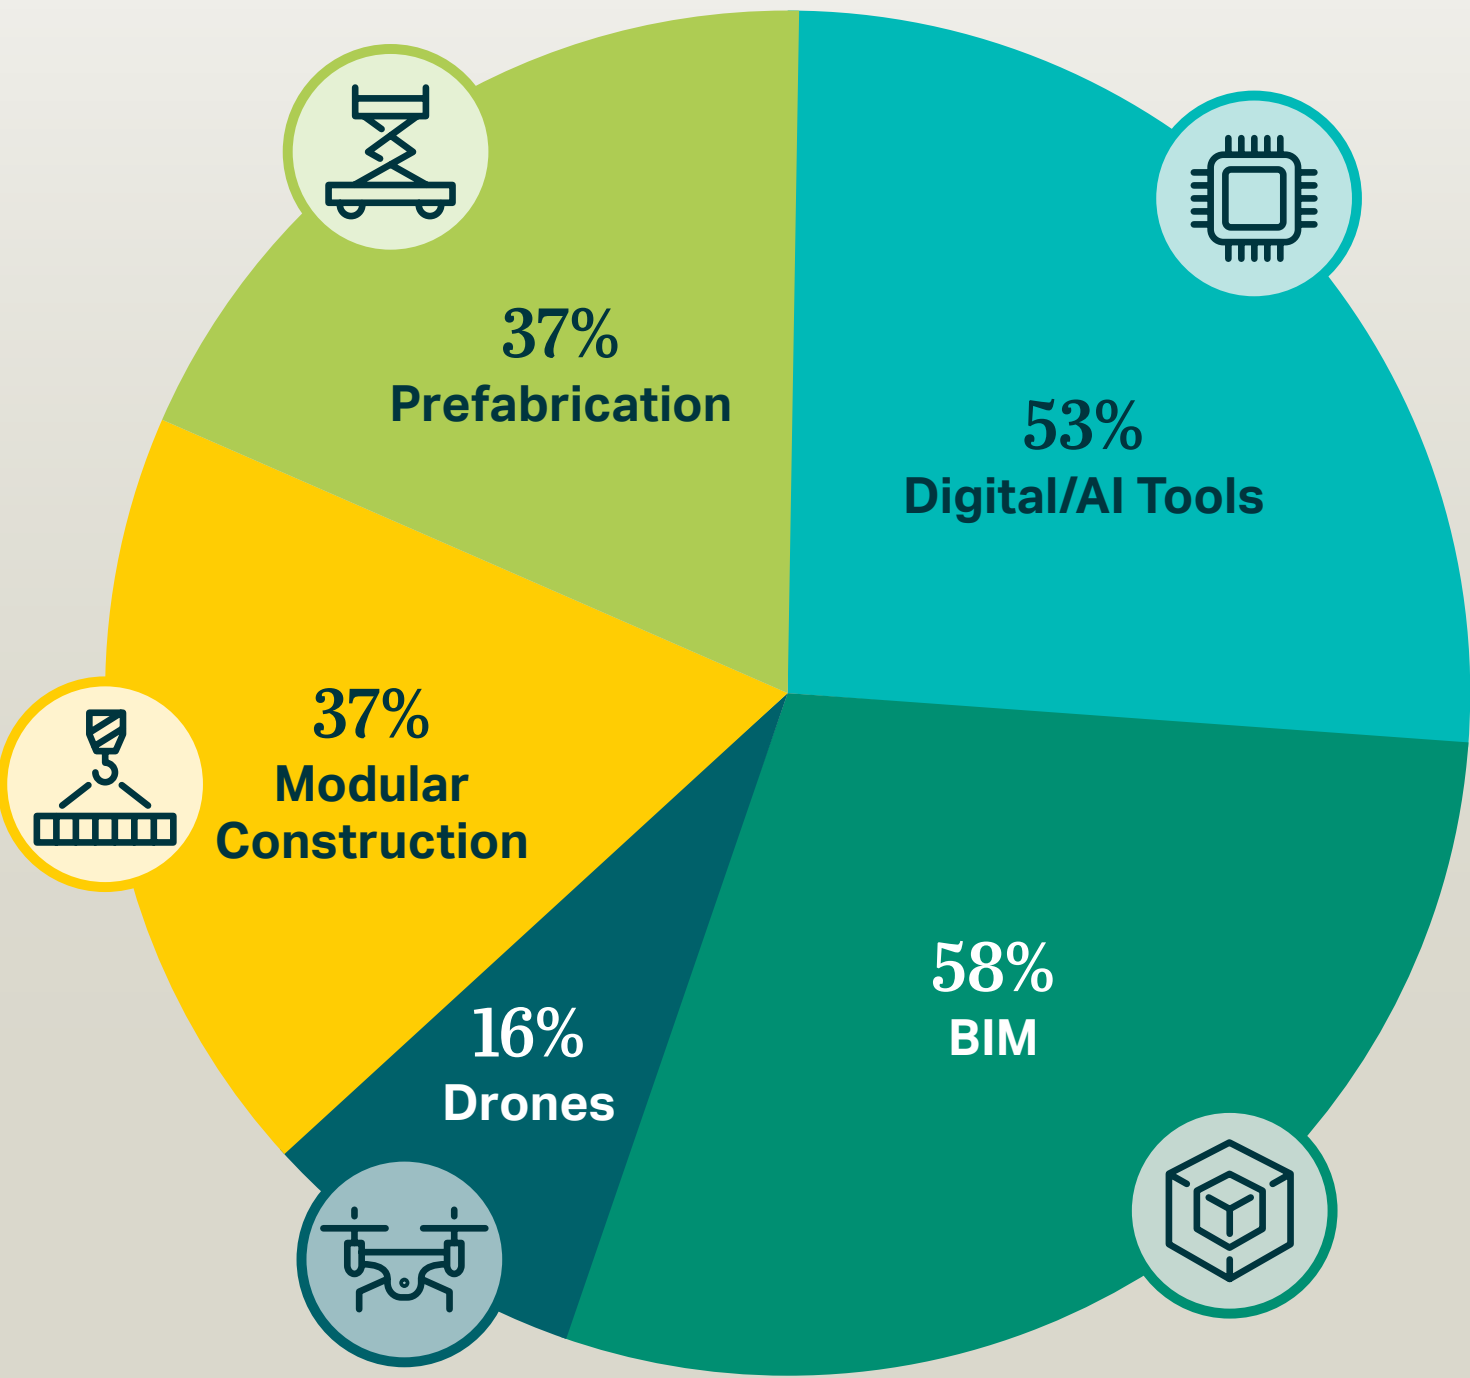 37%
Prefabrication
53%
Digital/AI Tools
37%
Modular
Construction
58%
BIM
16%
Drones